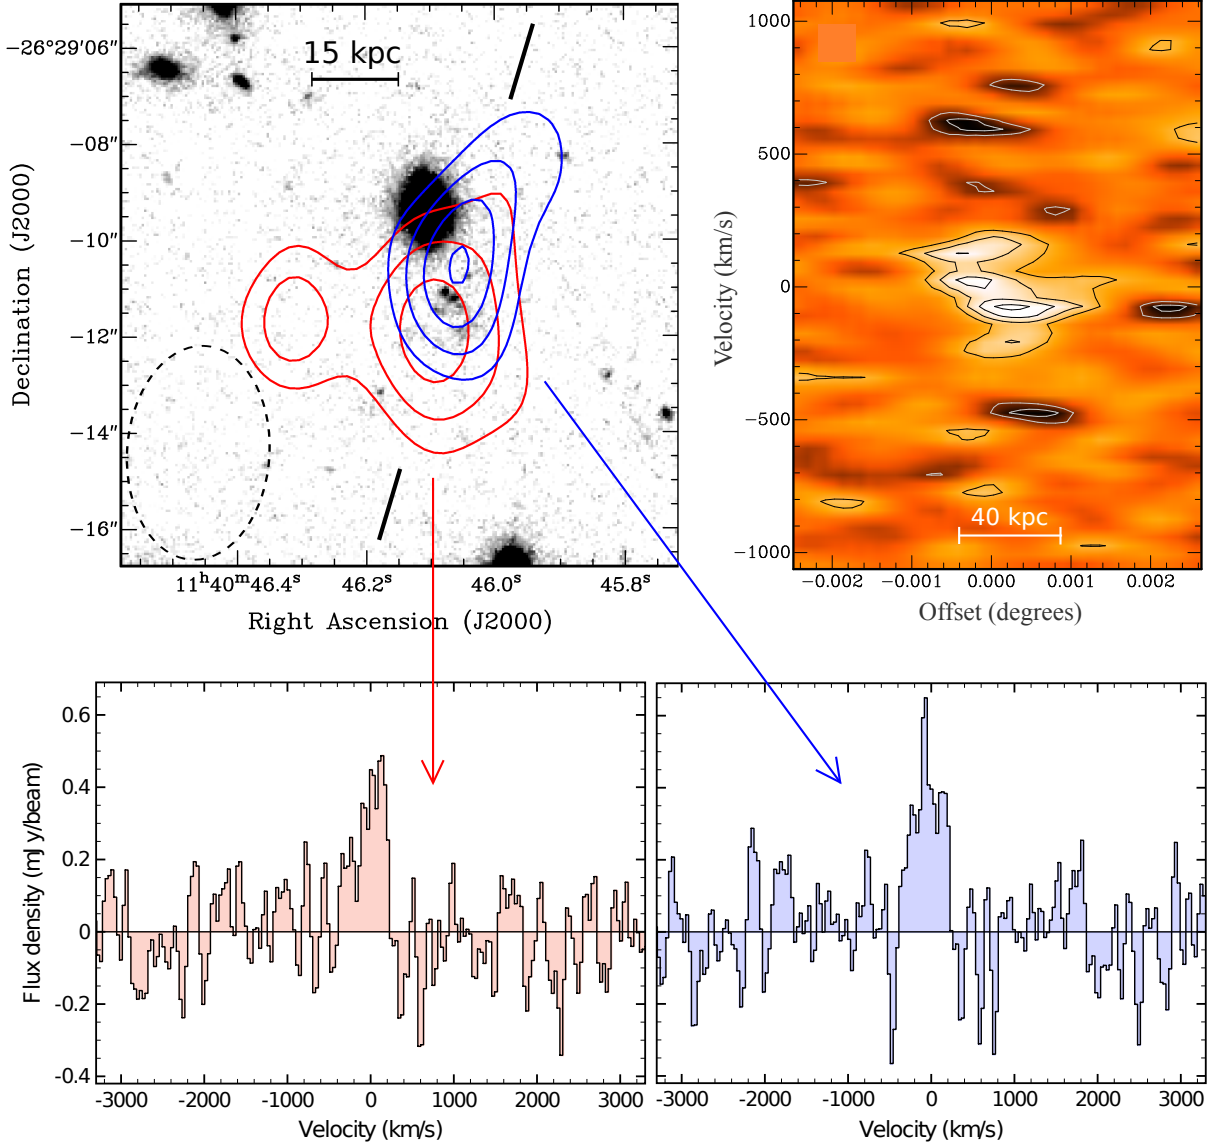 15 kpc
−26°29′06″
−08″
−10″
−12″
−14″
−16″
Declination (J2000)
11ʰ40ᵐ46.4ˢ 46.2ˢ 46.0ˢ 45.8ˢ
Right Ascension (J2000)
1000
500
0
−500
−1000
Velocity (km/s)
40 kpc
−0.002 −0.001 0.000 0.001 0.002
Offset (degrees)
0.6
0.4
0.2
0
-0.2
-0.4
Flux density (mJy/beam)
-3000 -2000 -1000 0 1000 2000 3000
Velocity (km/s)
-3000 -2000 -1000 0 1000 2000 3000
Velocity (km/s)